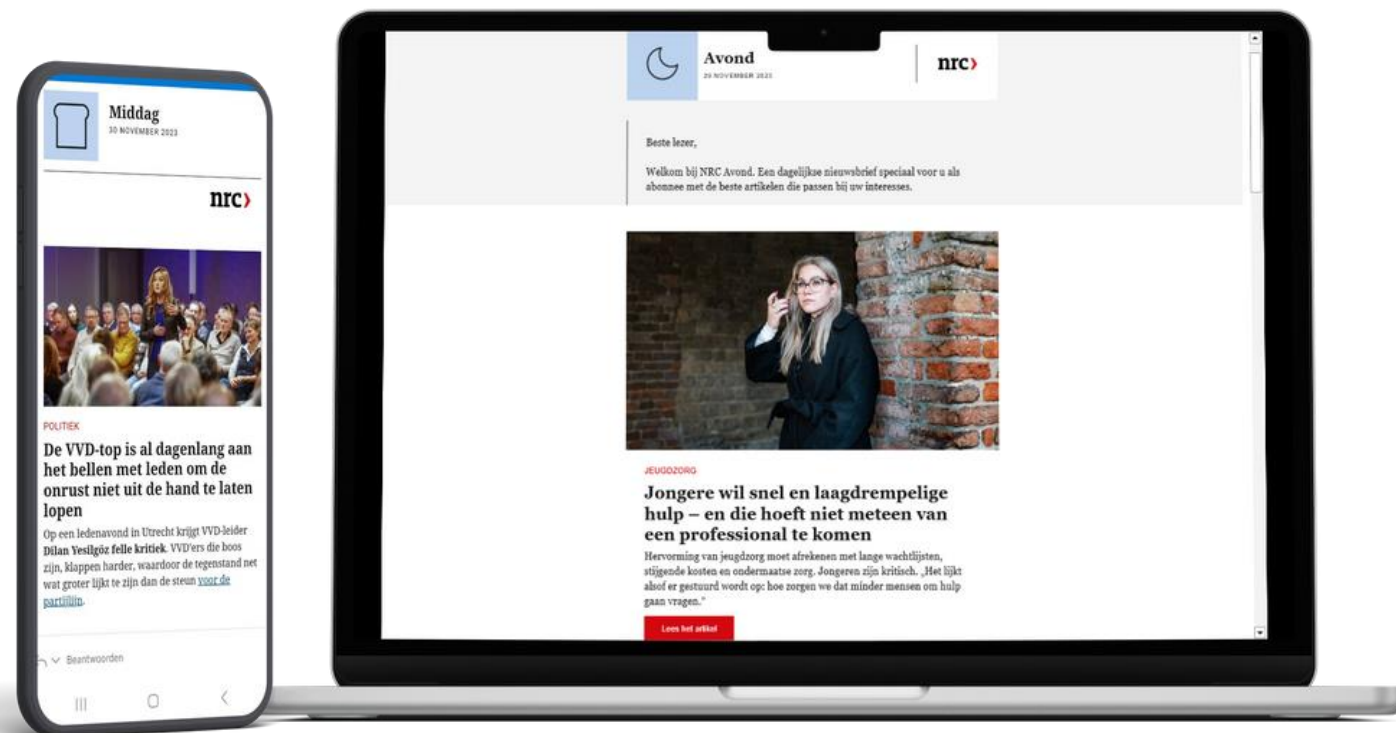 Middag
30 NOVEMBER 2023
nrc>
POLITIEK
De VVD-top is al dagenlang aan
het bellen met leden om de
onrust niet uit de hand te laten
lopen
Op een ledenavond in Utrecht krijgt VVD-leider
Dilan Yesilgöz felle kritiek. VVD'ers die boos
zijn, klappen harder, waardoor de tegenstand net
wat groter lijkt te zijn dan de steun voor de
partijlijn.
Beantwoorden
Avond
29 NOVEMBER 2023
nrc>
Beste lezer,
Welkom bij NRC Avond. Een dagelijkse nieuwsbrief speciaal voor u als
abonnee met de beste artikelen die passen bij uw interesses.
JEUGDZORG
Jongere wil snel en laagdrempelige
hulp – en die hoeft niet meteen van
een professional te komen
Hervorming van jeugdzorg moet afrekenen met lange wachtlijsten,
stijgende kosten en ondermaatse zorg. Jongeren zijn kritisch. „Het lijkt
alsof er gestuurd wordt op: hoe zorgen we dat minder mensen om hulp
gaan vragen."
Lees het artikel